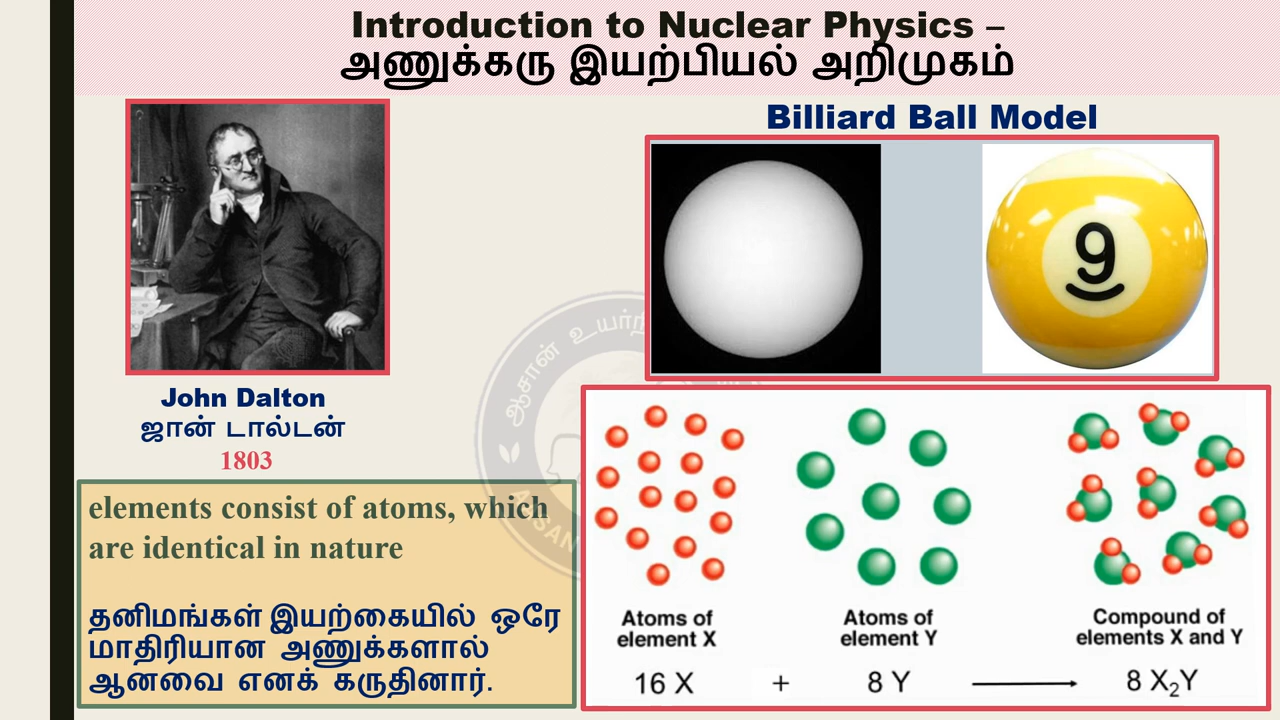 Introduction to Nuclear Physics –
அணுக்கரு இயற்பியல் அறிமுகம்
John Dalton
ஜான் டால்டன்
1803
elements consist of atoms, which
are identical in nature
தனிமங்கள் இயற்கையில் ஒரே
மாதிரியான அணுக்களால்
ஆனவை எனக் கருதினார்.
Billiard Ball Model
9
Atoms of
element X
Atoms of
element Y
Compound of
elements X and Y
16 X + 8 Y ⟶ 8 X₂Y
ஆசான் உயர்